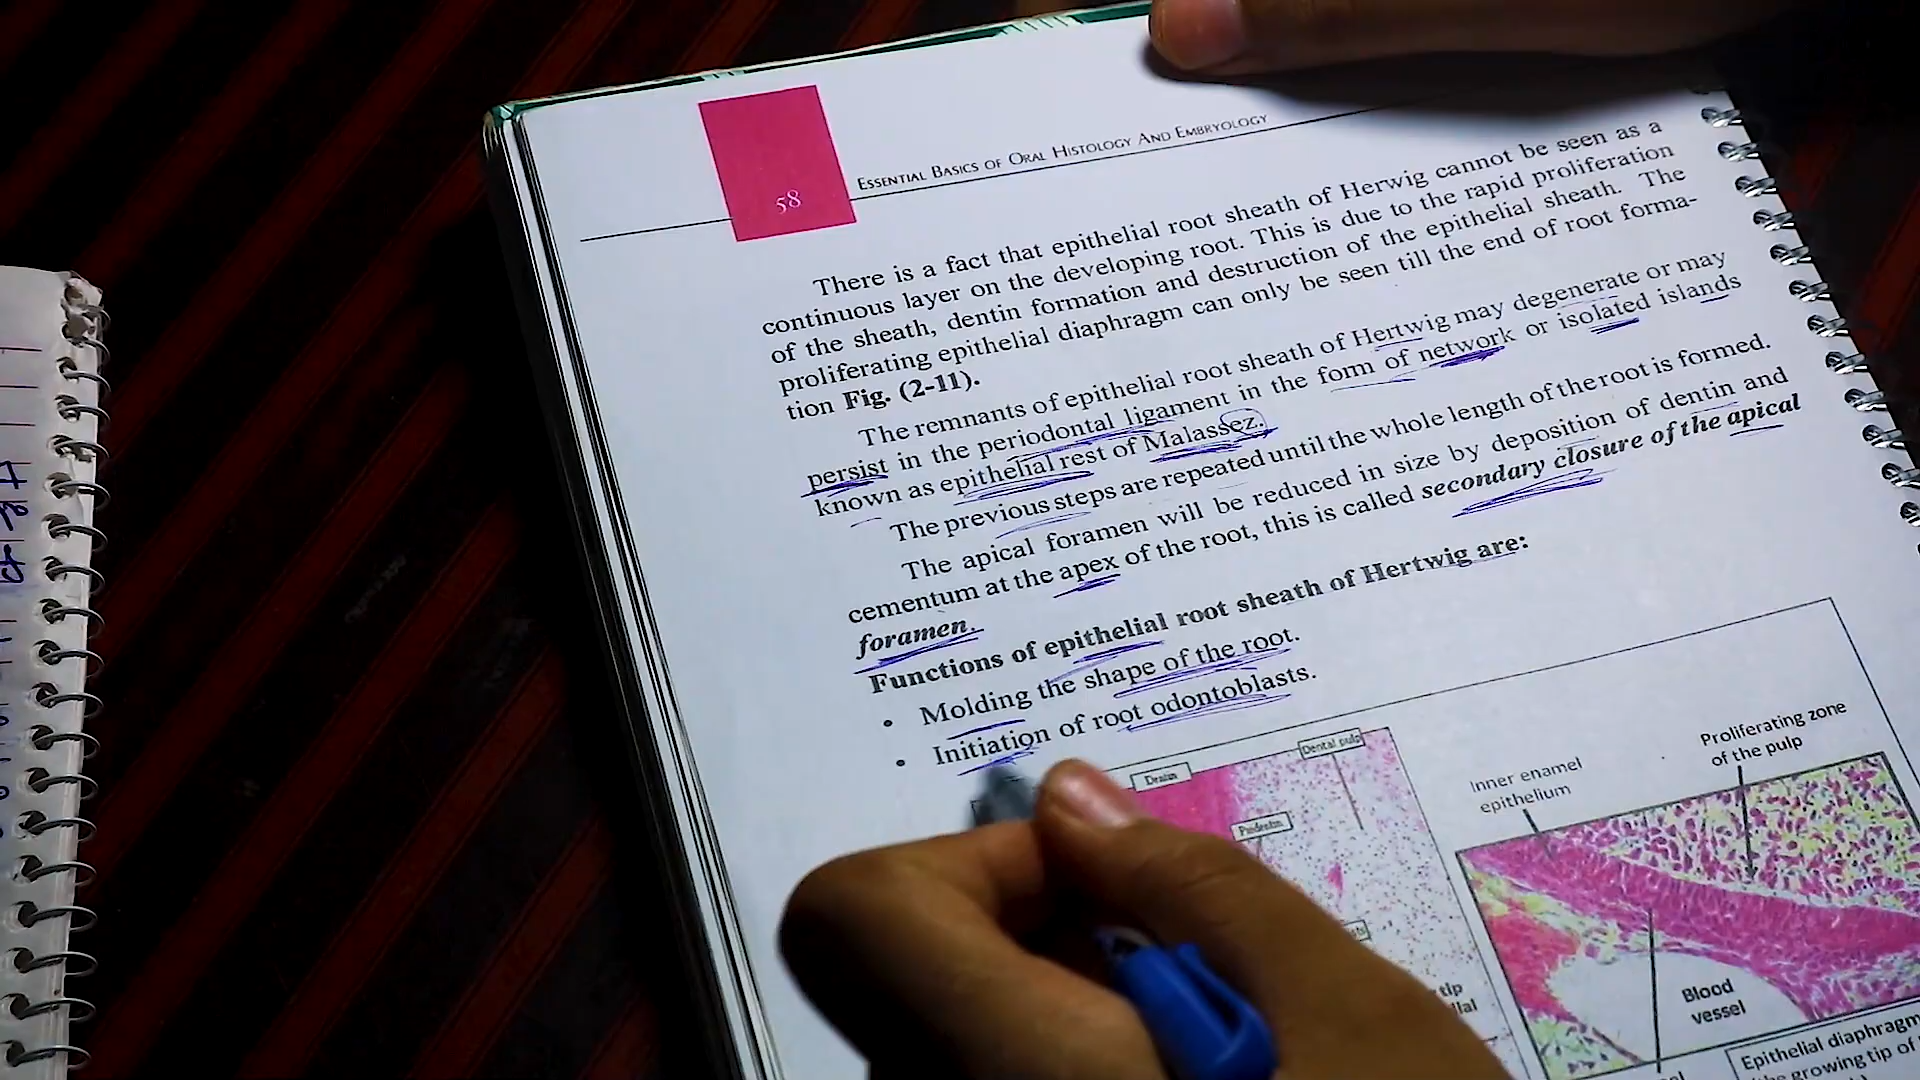 58
ESSENTIAL BASICS OF ORAL HISTOLOGY AND EMBRYOLOGY
There is a fact that epithelial root sheath of Herwig cannot be seen as a
continuous layer on the developing root. This is due to the rapid proliferation
of the sheath, dentin formation and destruction of the epithelial sheath. The
proliferating epithelial diaphragm can only be seen till the end of root forma-
tion Fig. (2-11).
The remnants of epithelial root sheath of Hertwig may degenerate or may
persist in the periodontal ligament in the form of network or isolated islands
known as epithelial rest of Malassez.
The previous steps are repeated until the whole length of the root is formed.
The apical foramen will be reduced in size by deposition of dentin and
cementum at the apex of the root, this is called secondary closure of the apical
foramen.
Functions of epithelial root sheath of Hertwig are:
• Molding the shape of the root.
• Initiation of root odontoblasts.
Dentin
Dental pulp
Predentin
tip
Inner enamel
epithelium
Proliferating zone
of the pulp
Blood
vessel
Epithelial diaphragm
the growing tip of